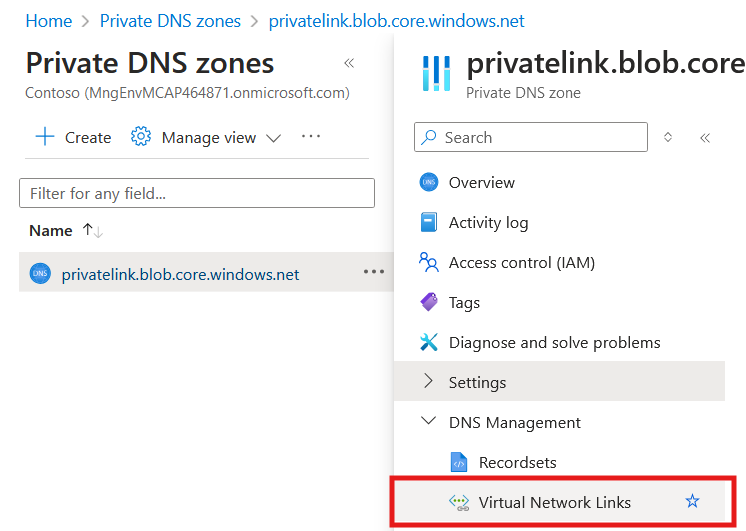 Home > Private DNS zones > privatelink.blob.core.windows.net
Private DNS zones «
Contoso (MngEnvMCAP464871.onmicrosoft.com)
+ Create Manage view ···
Filter for any field...
Name ↑↓
DNS privatelink.blob.core.windows.net ···
privatelink.blob.core
Private DNS zone
Search «
DNS Overview
Activity log
Access control (IAM)
Tags
Diagnose and solve problems
Settings
DNS Management
Recordsets
Virtual Network Links